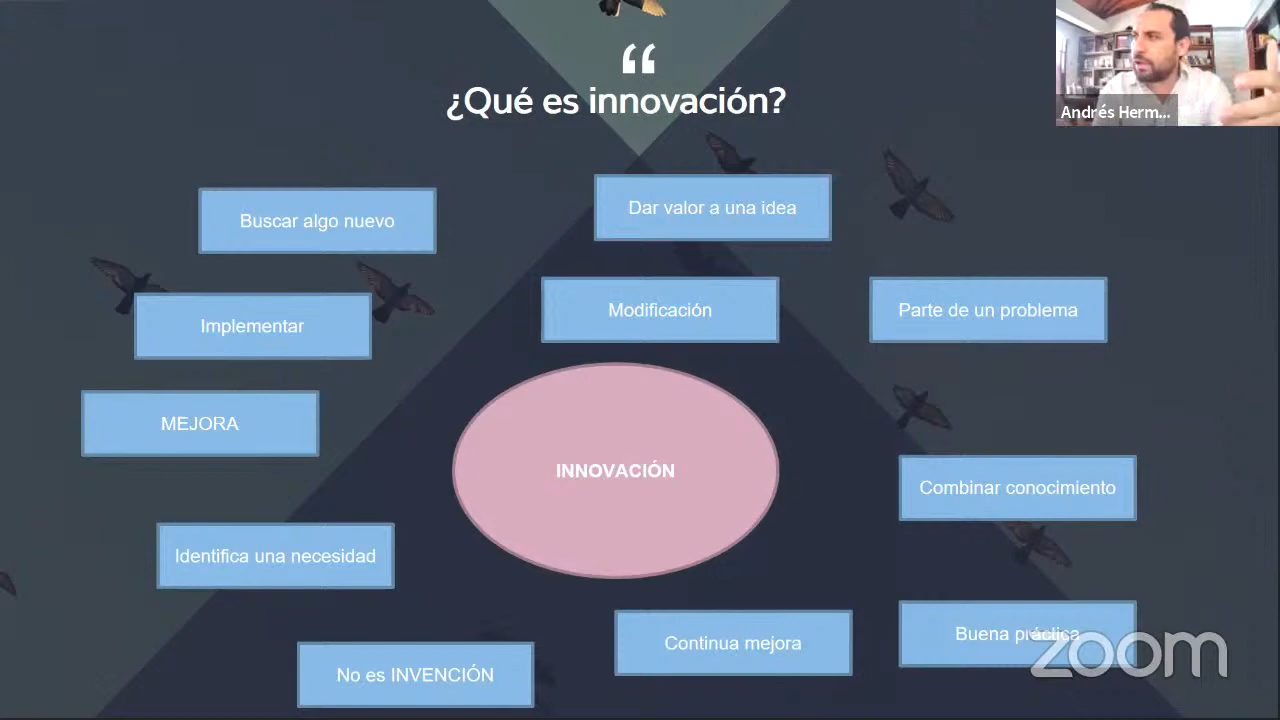 “
¿Qué es innovación?
Andrés Herm...
Buscar algo nuevo
Dar valor a una idea
Implementar
Modificación
Parte de un problema
MEJORA
INNOVACIÓN
Combinar conocimiento
Identifica una necesidad
Continua mejora
Buena práctica
No es INVENCIÓN
zoom